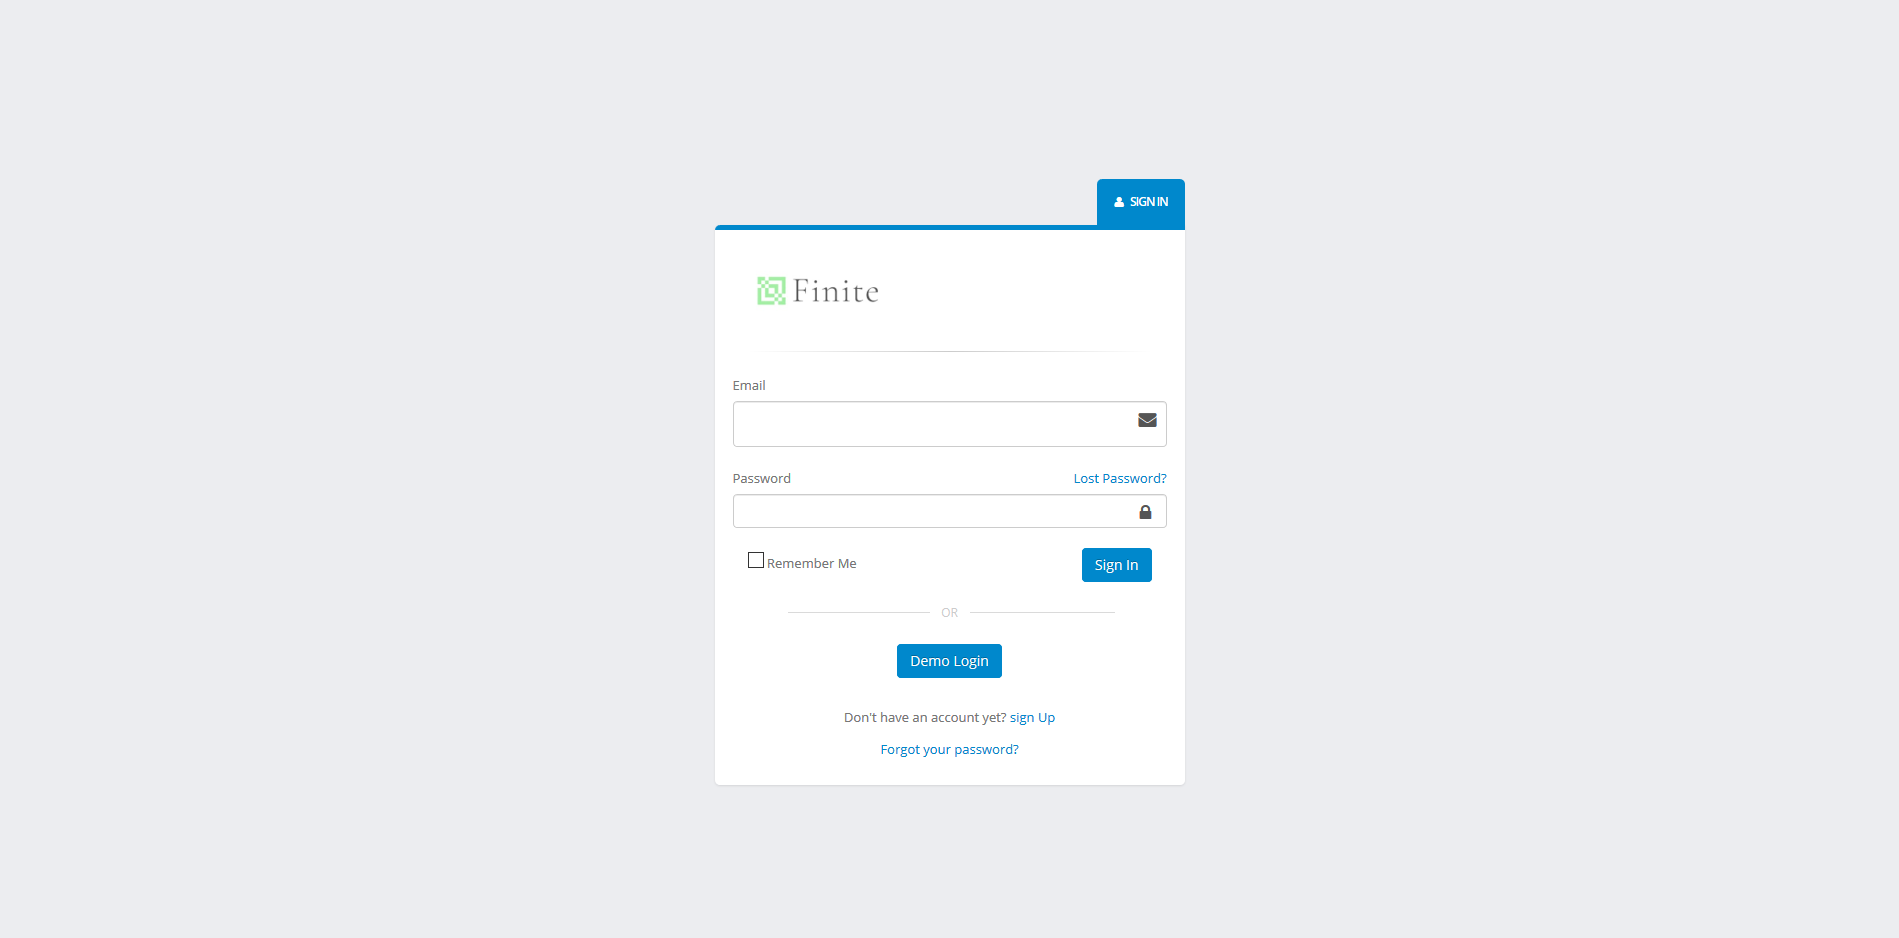 SIGN IN
Finite
Email
Password Lost Password?
Remember Me Sign In
OR
Demo Login
Don't have an account yet? sign Up
Forgot your password?